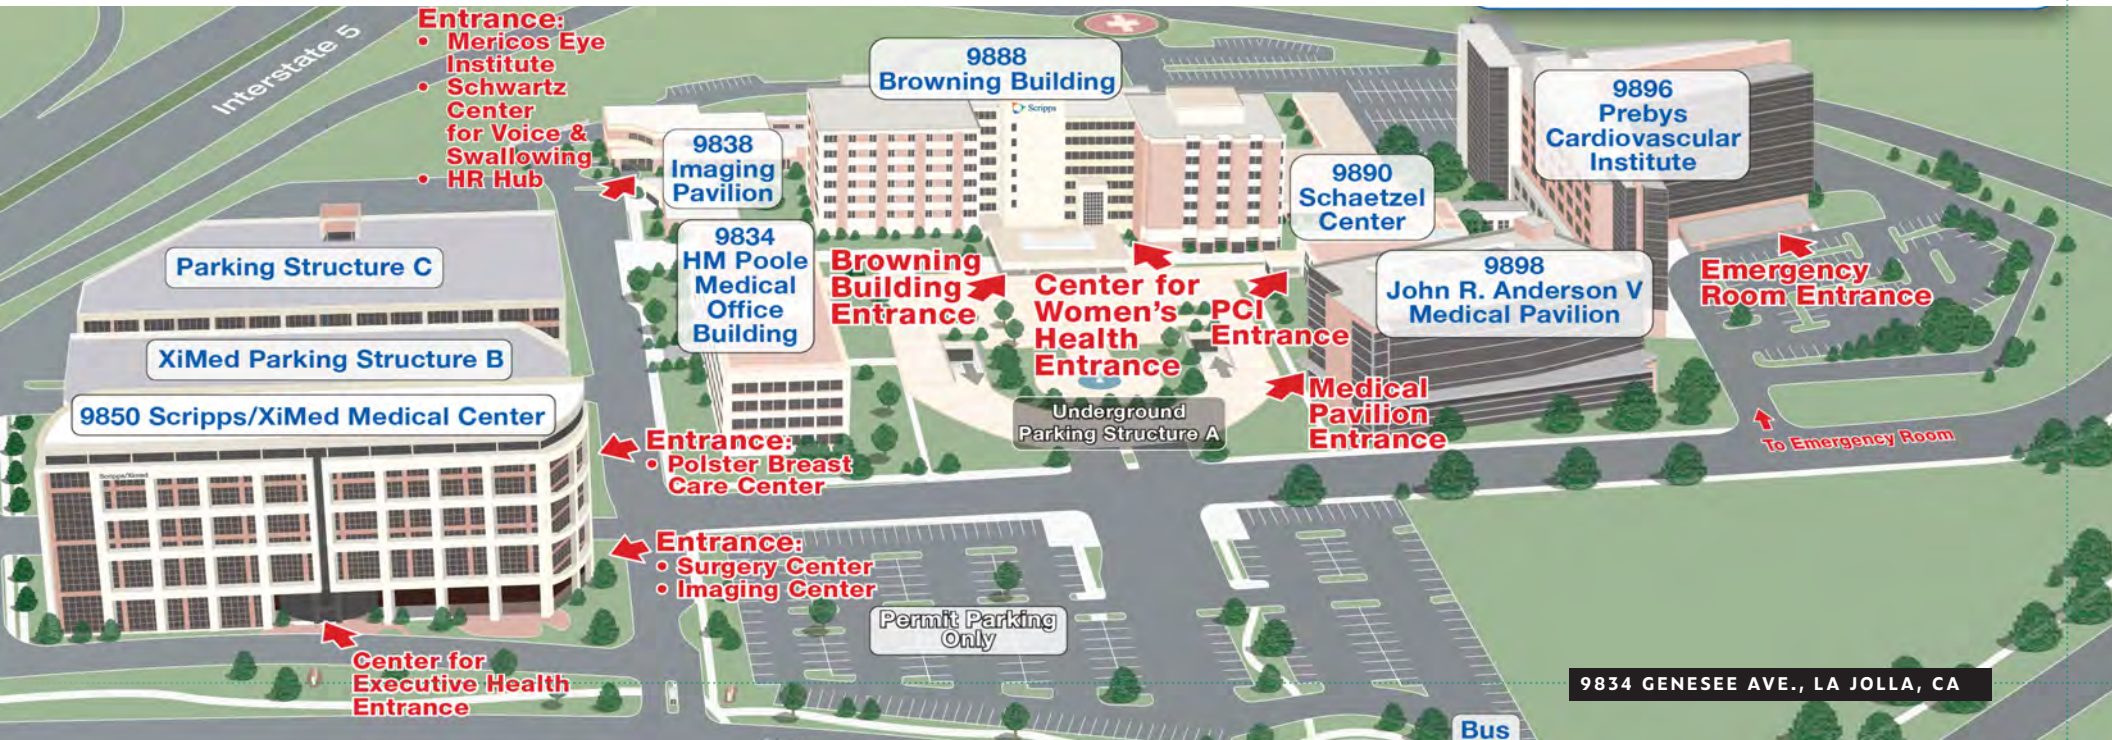 Entrance:
• Mericos Eye
Institute
• Schwartz
Center
for Voice &
Swallowing
• HR Hub
Interstate 5
9888
Browning Building
Scripps
9896
Prebys
Cardiovascular
Institute
9838
Imaging
Pavilion
9890
Schaetzel
Center
9834
HM Poole
Medical
Office
Building
Parking Structure C
Browning
Building
Entrance
Center for
Women's
Health
Entrance
PCI
Entrance
9898
John R. Anderson V
Medical Pavilion
Emergency
Room Entrance
XiMed Parking Structure B
9850 Scripps/XiMed Medical Center
Scripps/Ximed
Underground
Parking Structure A
Medical
Pavilion
Entrance
To Emergency Room
Entrance:
• Polster Breast
Care Center
Entrance:
• Surgery Center
• Imaging Center
Permit Parking
Only
Center for
Executive Health
Entrance
9834 GENESEE AVE., LA JOLLA, CA
Bus